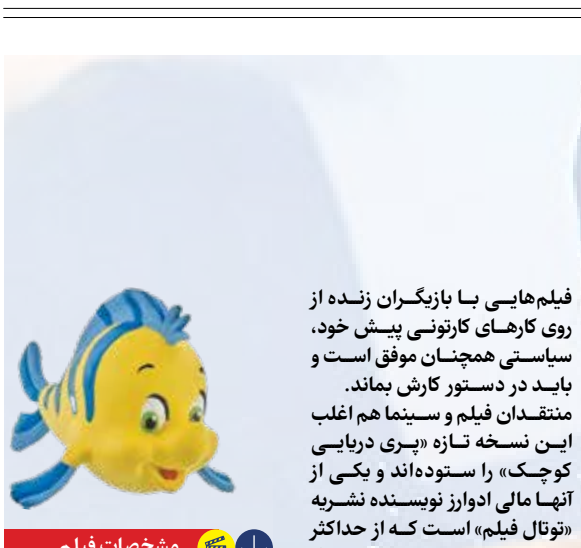 فیلم‌هایی با بازیگران زنده از
روی کارهای کارتونی پیش خود،
سیاستی همچنان موفق است و
باید در دستور کارش بماند.
منتقدان فیلم و سینما هم اغلب
این نسخه تازه «پری دریایی
کوچک» را ستوده‌اند و یکی از
آنها مالی ادوارز نویسنده نشریه
«توتال فیلم» است که از حداکثر
مشخصات فیلم